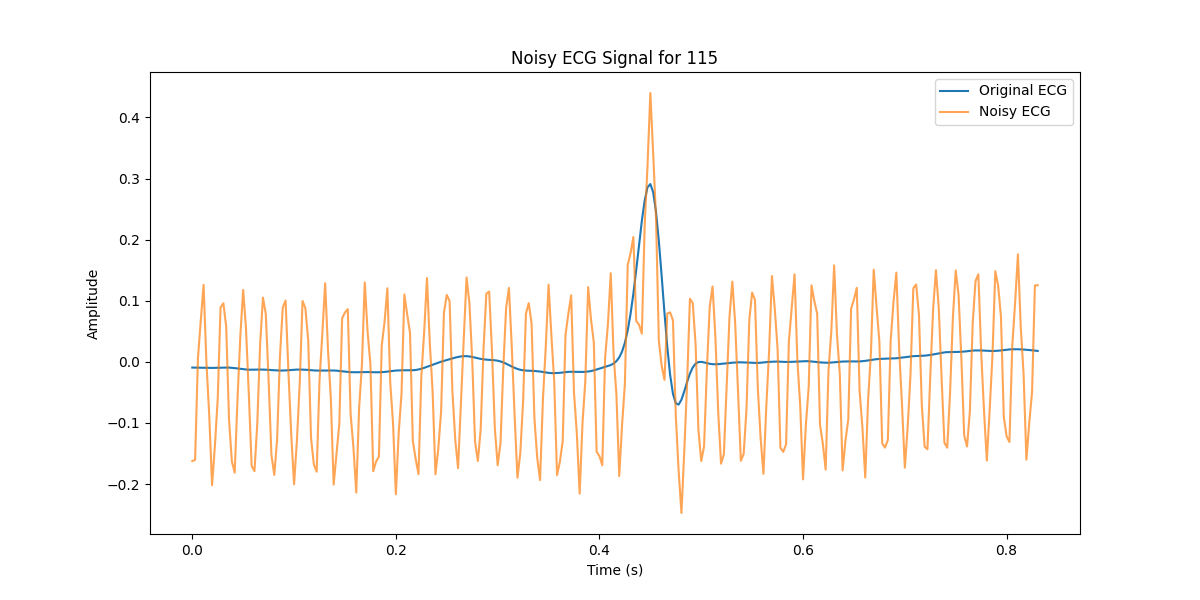 Noisy ECG Signal for 115
Original ECG
Noisy ECG
Amplitude
0.4
0.3
0.2
0.1
0.0
−0.1
−0.2
0.0 0.2 0.4 0.6 0.8
Time (s)